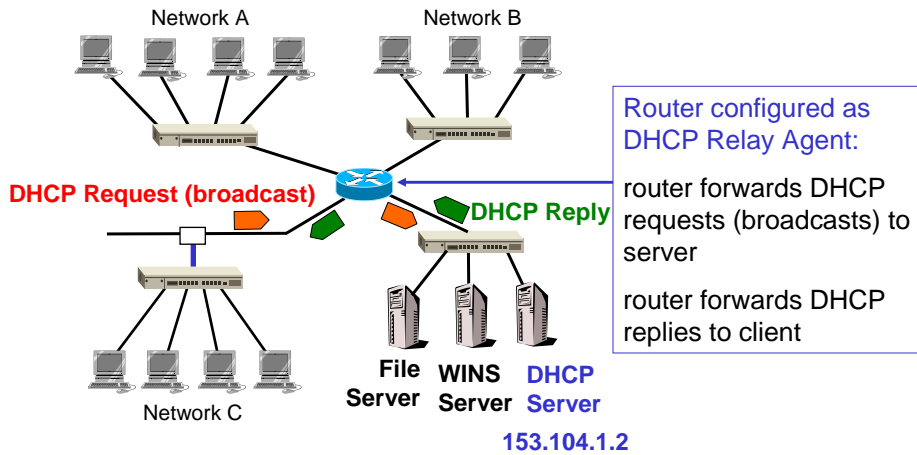 Network A
Network B
Router configured as
DHCP Relay Agent:
router forwards DHCP
requests (broadcasts) to
server
router forwards DHCP
replies to client
DHCP Request (broadcast)
DHCP Reply
File
Server
WINS
Server
DHCP
Server
153.104.1.2
Network C